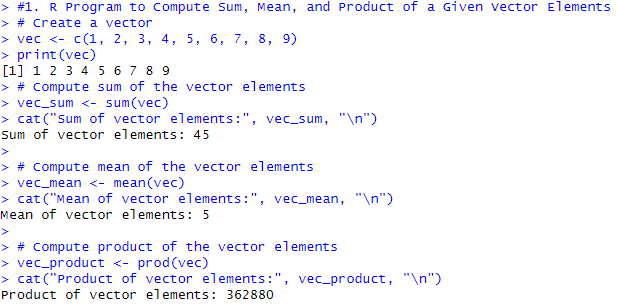 > #1. R Program to Compute Sum, Mean, and Product of a Given Vector Elements
> # Create a vector
> vec <- c(1, 2, 3, 4, 5, 6, 7, 8, 9)
> print(vec)
[1] 1 2 3 4 5 6 7 8 9
> # Compute sum of the vector elements
> vec_sum <- sum(vec)
> cat("Sum of vector elements:", vec_sum, "\n")
Sum of vector elements: 45
>
> # Compute mean of the vector elements
> vec_mean <- mean(vec)
> cat("Mean of vector elements:", vec_mean, "\n")
Mean of vector elements: 5
>
> # Compute product of the vector elements
> vec_product <- prod(vec)
> cat("Product of vector elements:", vec_product, "\n")
Product of vector elements: 362880